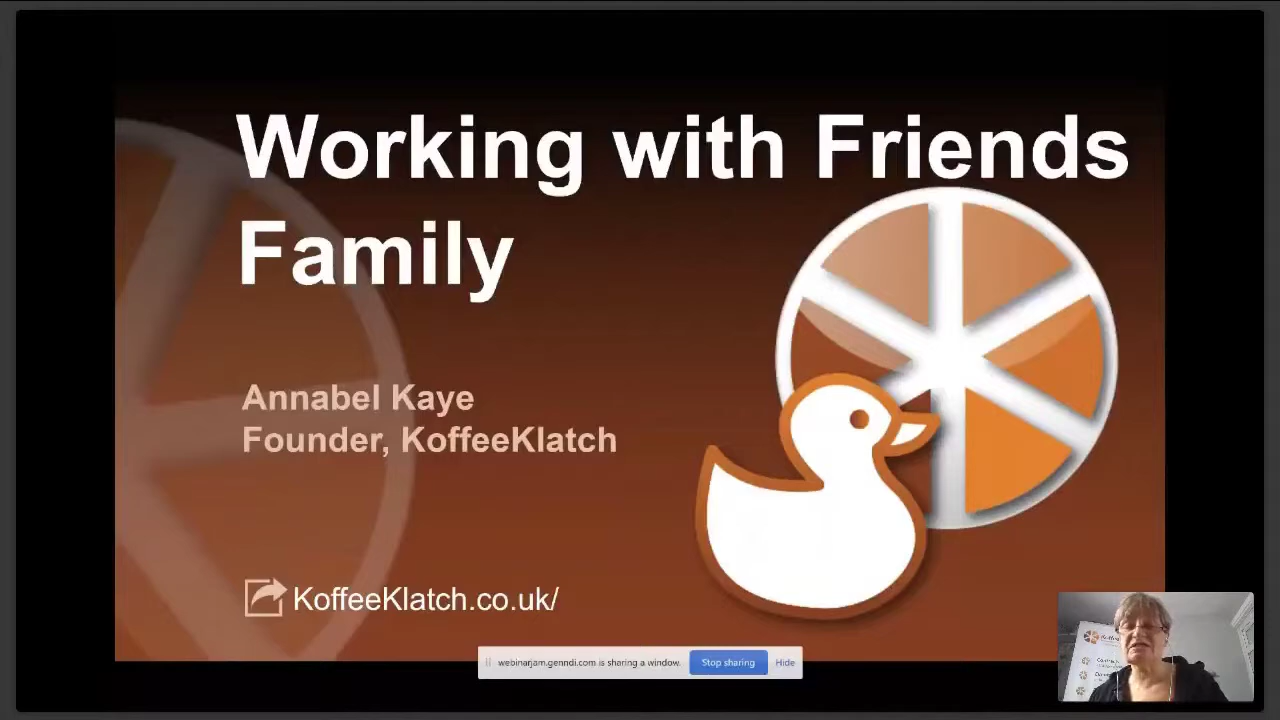 Working with Friends
Family
Annabel Kaye
Founder, KoffeeKlatch
KoffeeKlatch.co.uk/
webinarjam.genndi.com is sharing a window.
Stop sharing
Hide